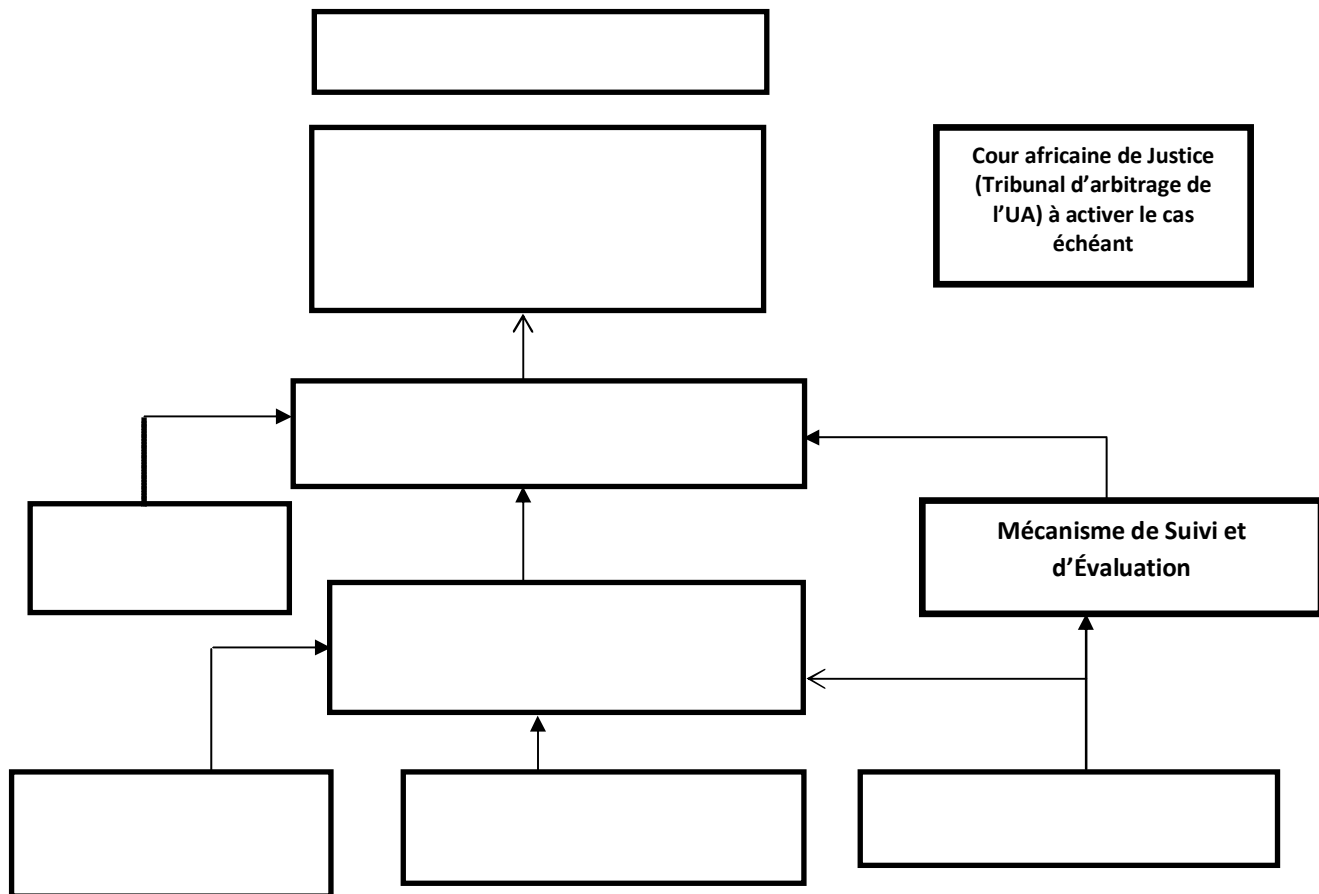 Cour africaine de Justice
(Tribunal d’arbitrage de
l’UA) à activer le cas
échéant
Mécanisme de Suivi et
d’Évaluation